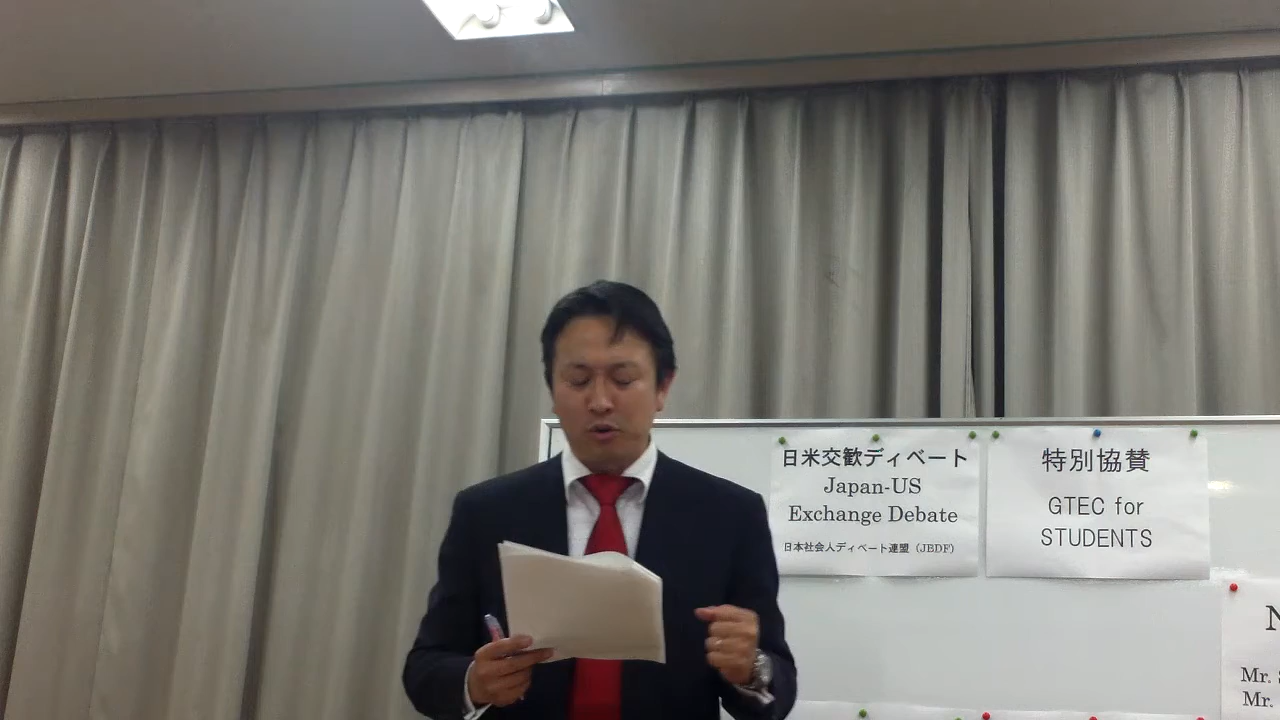 日米交歓ディベート
Japan-US
Exchange Debate
日本社会人ディベート連盟（JBDF）
特別協賛
GTEC for
STUDENTS
N
Mr. S
Mr.